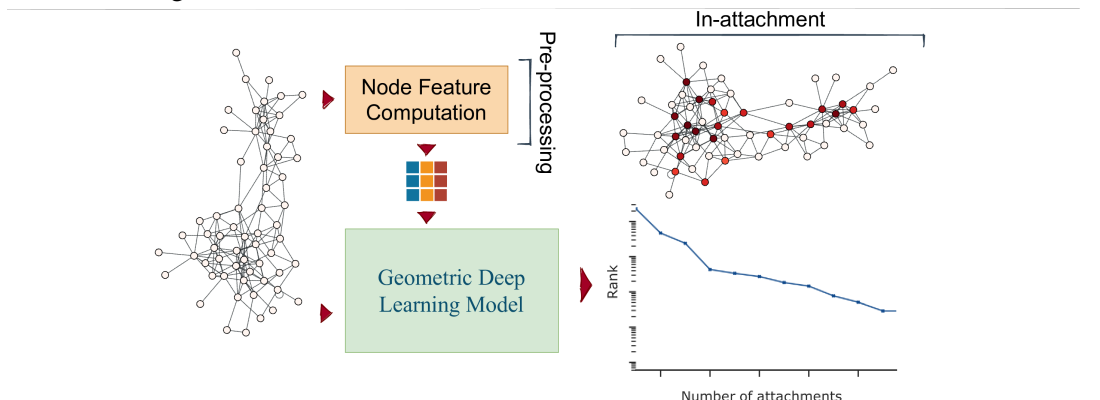 In-attachment
Node Feature
Computation
Pre-processing
Geometric Deep
Learning Model
Rank
Number of attachments